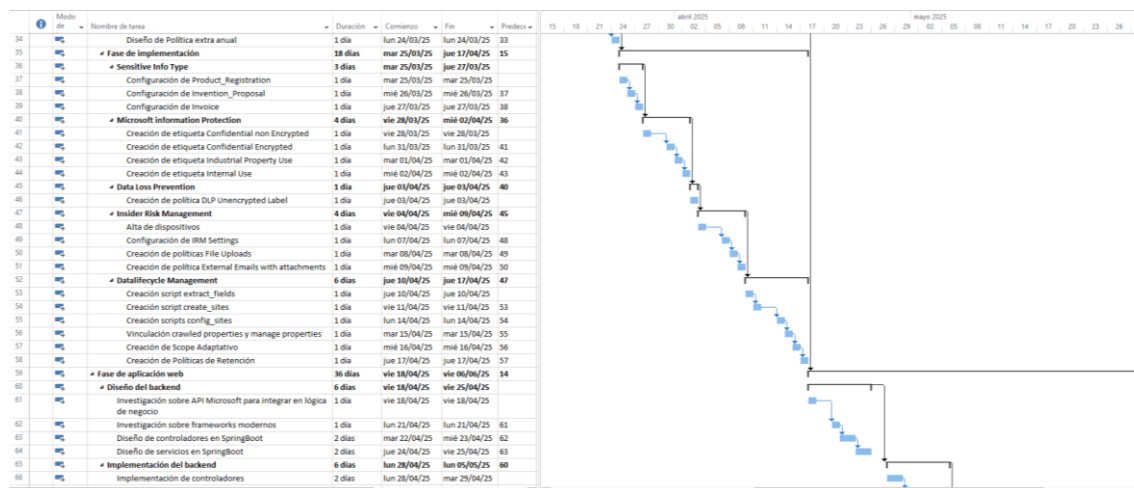 Modo de
Nombre de tarea
Duración
Comienzo
Fin
Predece
abril 2025
mayo 2025
15 18 21 24 27 30 02 05 08 11 14 17 20 23 26 29 02 05 08 11 14 17 20 23
34 Diseño de Política extra anual 1 día lun 24/03/25 lun 24/03/25 33
35 Fase de implementación 18 días mar 25/03/25 jue 17/04/25 15
36 Sensitive Info Type 3 días mar 25/03/25 jue 27/03/25
37 Configuración de Product_Registration 1 día mar 25/03/25 mar 25/03/25
38 Configuración de Invention_Proposal 1 día mié 26/03/25 mié 26/03/25 37
39 Configuración de Invoice 1 día jue 27/03/25 jue 27/03/25 38
40 Microsoft information Protection 4 días vie 28/03/25 mié 02/04/25 36
41 Creación de etiqueta Confidential non Encrypted 1 día vie 28/03/25 vie 28/03/25
42 Creación de etiqueta Confidential Encrypted 1 día lun 31/03/25 lun 31/03/25 41
43 Creación de etiqueta Industrial Property Use 1 día mar 01/04/25 mar 01/04/25 42
44 Creación de etiqueta Internal Use 1 día mié 02/04/25 mié 02/04/25 43
45 Data Loss Prevention 1 día jue 03/04/25 jue 03/04/25 40
46 Creación de política DLP Unencrypted Label 1 día jue 03/04/25 jue 03/04/25
47 Insider Risk Management 4 días vie 04/04/25 mié 09/04/25 45
48 Alta de dispositivos 1 día vie 04/04/25 vie 04/04/25
49 Configuración de IRM Settings 1 día lun 07/04/25 lun 07/04/25 48
50 Creación de políticas File Uploads 1 día mar 08/04/25 mar 08/04/25 49
51 Creación de política External Emails with attachments 1 día mié 09/04/25 mié 09/04/25 50
52 Datalifecycle Management 6 días jue 10/04/25 jue 17/04/25 47
53 Creación script extract_fields 1 día jue 10/04/25 jue 10/04/25
54 Creación script create_sites 1 día vie 11/04/25 vie 11/04/25 53
55 Creación scripts config_sites 1 día lun 14/04/25 lun 14/04/25 54
56 Vinculación crawled properties y manage properties 1 día mar 15/04/25 mar 15/04/25 55
57 Creación de Scope Adaptativo 1 día mié 16/04/25 mié 16/04/25 56
58 Creación de Políticas de Retención 1 día jue 17/04/25 jue 17/04/25 57
59 Fase de aplicación web 36 días vie 18/04/25 vie 06/06/25 14
60 Diseño del backend 6 días vie 18/04/25 vie 25/04/25
61 Investigación sobre API Microsoft para integrar en lógica 1 día vie 18/04/25 vie 18/04/25
de negocio
62 Investigación sobre frameworks modernos 1 día lun 21/04/25 lun 21/04/25 61
63 Diseño de controladores en SpringBoot 2 días mar 22/04/25 mié 23/04/25 62
64 Diseño de servicios en SpringBoot 2 días jue 24/04/25 vie 25/04/25 63
65 Implementación del backend 6 días lun 28/04/25 lun 05/05/25 60
66 Implementación de controladores 2 días lun 28/04/25 mar 29/04/25